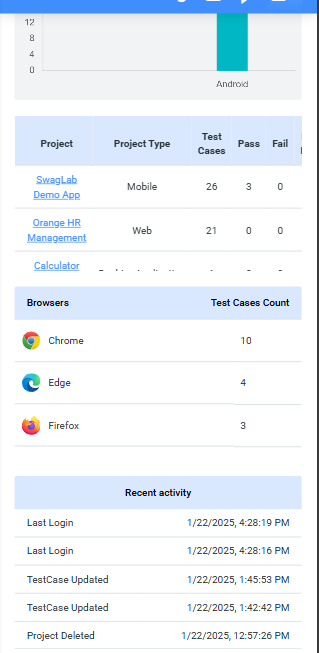 12
8
4
0
Android
Project Project Type Test Cases Pass Fail
SwagLab Demo App Mobile 26 3 0
Orange HR Management Web 21 0 0
Calculator
Browsers Test Cases Count
Chrome 10
Edge 4
Firefox 3
Recent activity
Last Login 1/22/2025, 4:28:19 PM
Last Login 1/22/2025, 4:28:16 PM
TestCase Updated 1/22/2025, 1:45:53 PM
TestCase Updated 1/22/2025, 1:42:42 PM
Project Deleted 1/22/2025, 12:57:26 PM